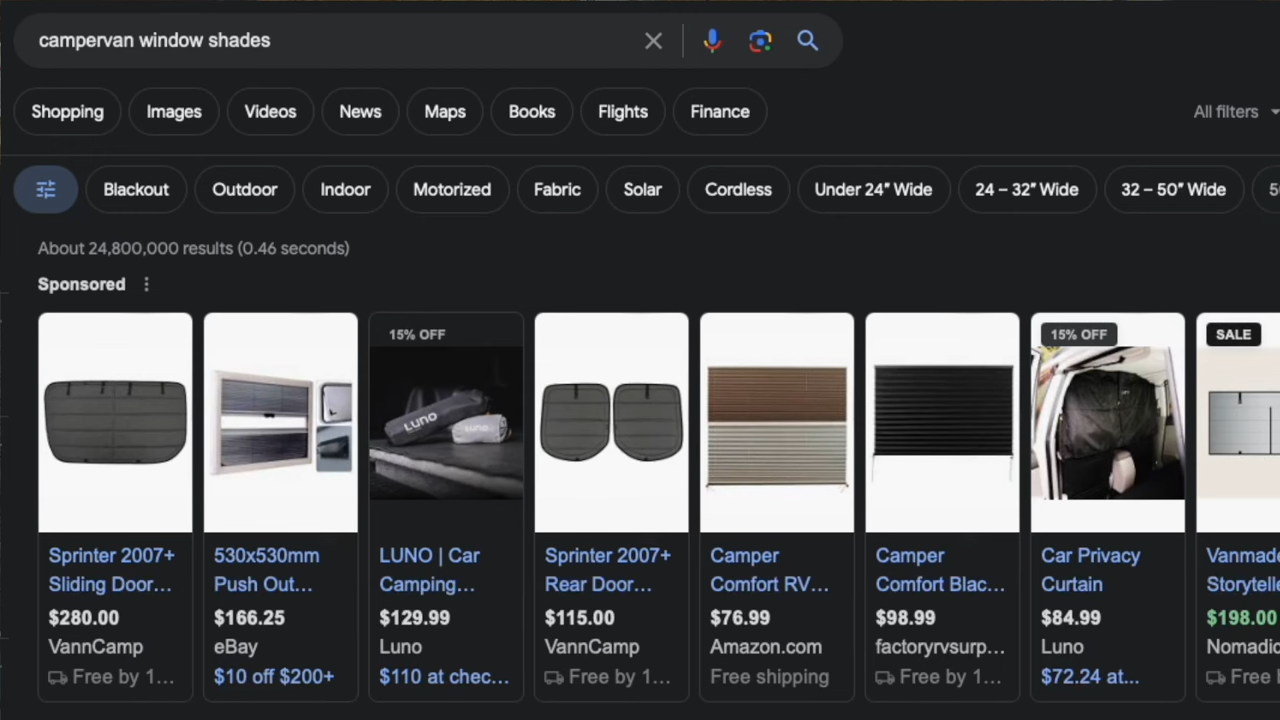 campervan window shades
Shopping Images Videos News Maps Books Flights Finance All filters
Blackout Outdoor Indoor Motorized Fabric Solar Cordless Under 24” Wide 24 – 32” Wide 32 – 50” Wide
About 24,800,000 results (0.46 seconds)
Sponsored
15% OFF
LUNO
LUNO
15% OFF
LUNO
SALE
Sprinter 2007+
Sliding Door...
$280.00
VannCamp
Free by 1...
530x530mm
Push Out...
$166.25
eBay
$10 off $200+
LUNO | Car
Camping...
$129.99
Luno
$110 at chec...
Sprinter 2007+
Rear Door...
$115.00
VannCamp
Free by 1...
Camper
Comfort RV...
$76.99
Amazon.com
Free shipping
Camper
Comfort Blac...
$98.99
factoryrvsurp...
Free by 1...
Car Privacy
Curtain
$84.99
Luno
$72.24 at...
Vanmade
Storytelle
$198.00
Nomadic
Free